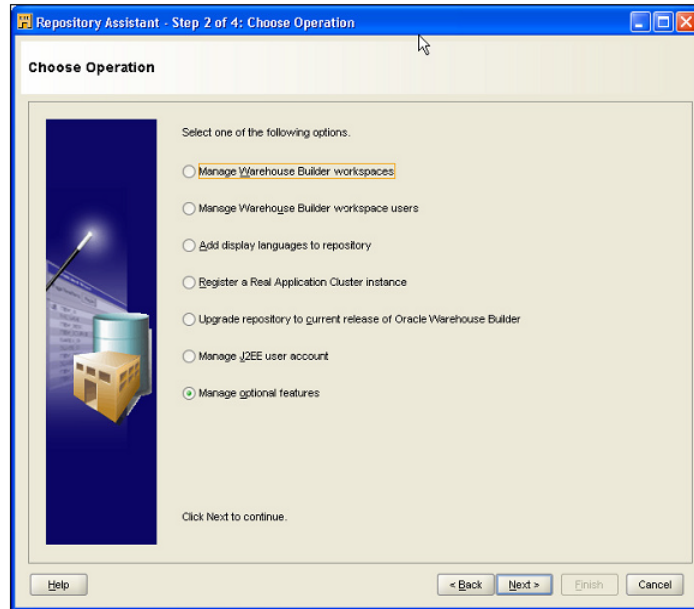 Repository Assistant - Step 2 of 4: Choose Operation
Choose Operation
Select one of the following options.
Manage Warehouse Builder workspaces
Manage Warehouse Builder workspace users
Add display languages to repository
Register a Real Application Cluster instance
Upgrade repository to current release of Oracle Warehouse Builder
Manage J2EE user account
Manage optional features
Click Next to continue.
Help
< Back
Next >
Finish
Cancel